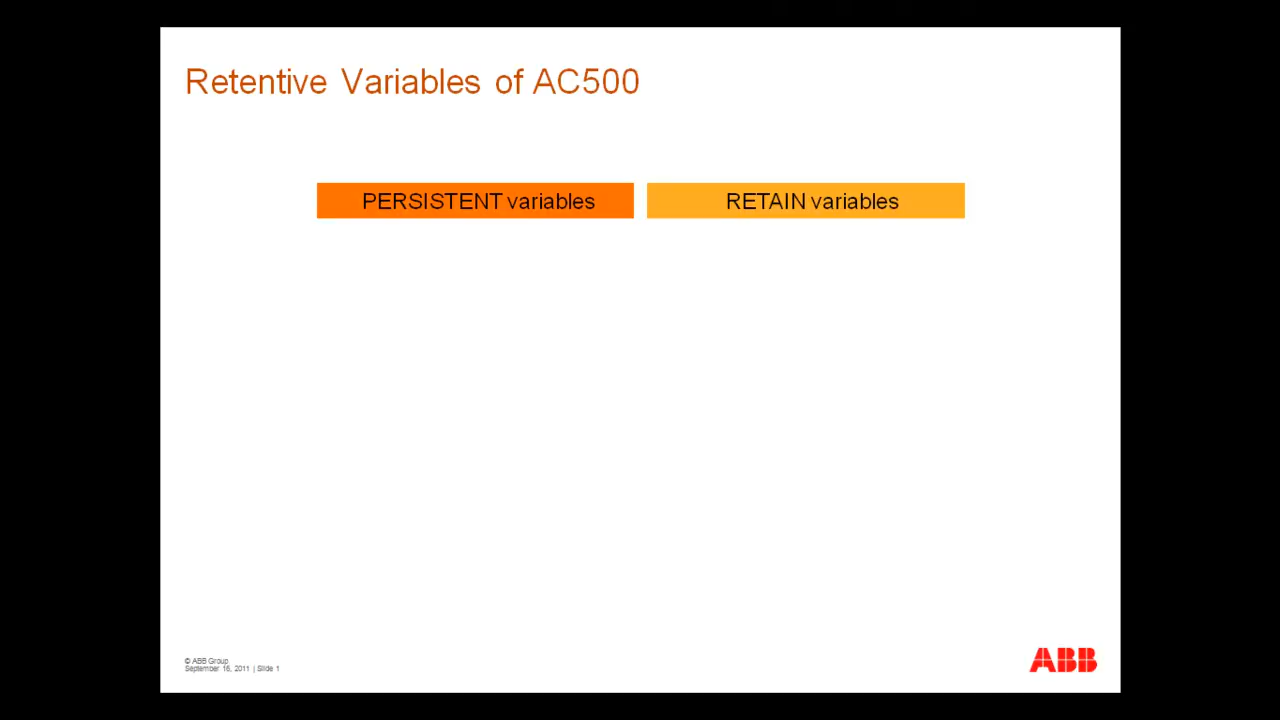 Retentive Variables of AC500
PERSISTENT variables
RETAIN variables
© ABB Group
September 16, 2011 | Slide 1
ABB